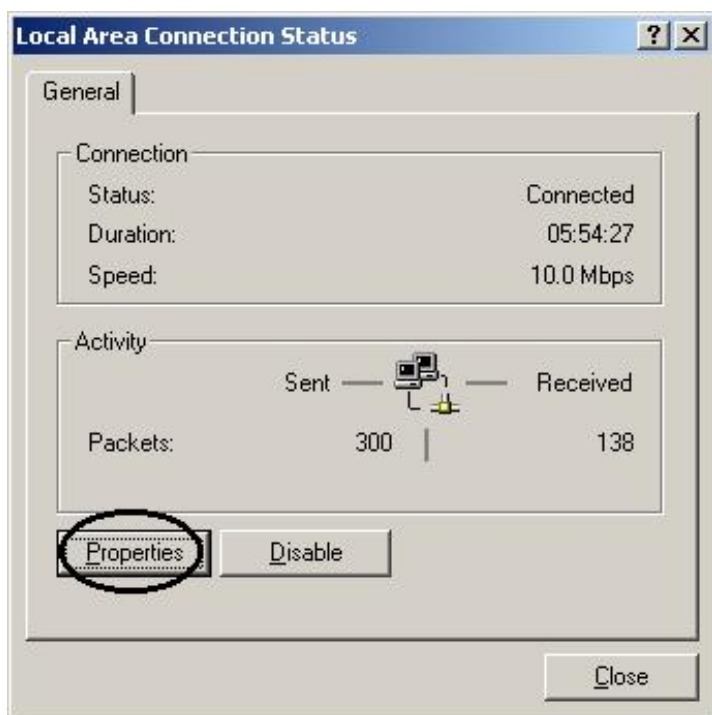 Local Area Connection Status
General
Connection
Status: Connected
Duration: 05:54:27
Speed: 10.0 Mbps
Activity
Sent Received
Packets: 300 138
Properties Disable
Close